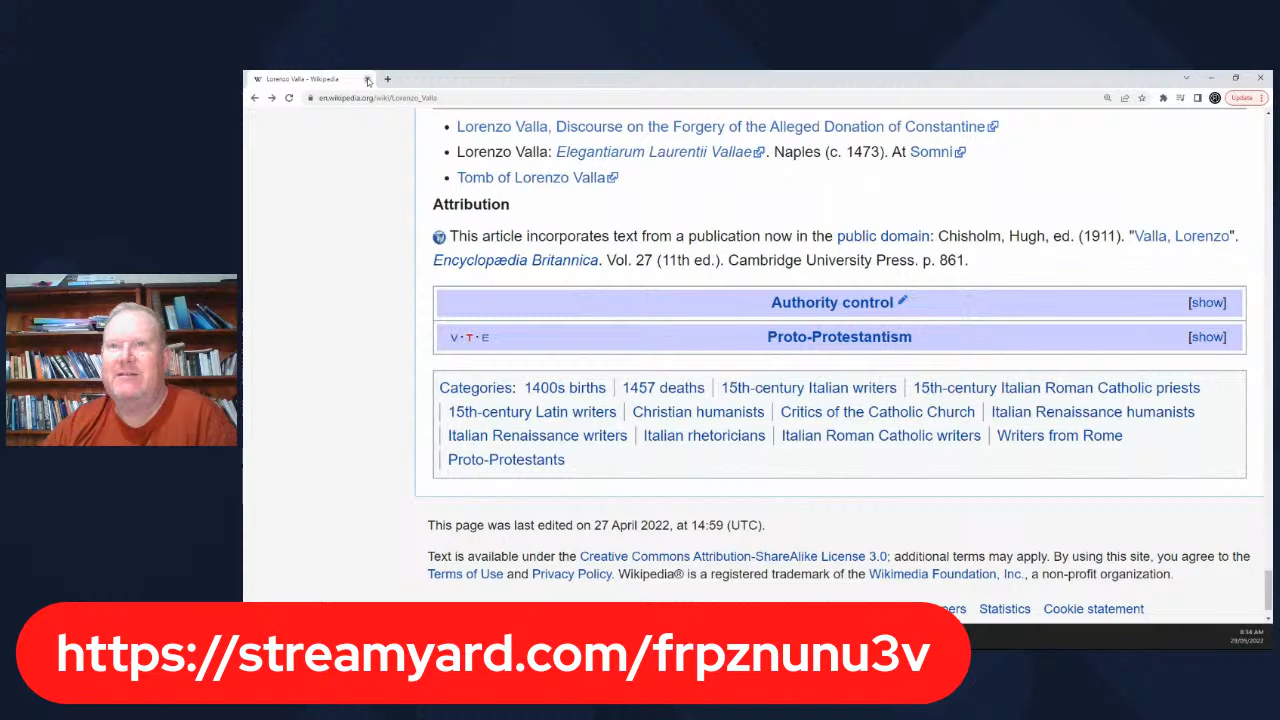 Lorenzo Valla - Wikipedia
en.wikipedia.org/wiki/Lorenzo_Valla
Update
Lorenzo Valla, Discourse on the Forgery of the Alleged Donation of Constantine
Lorenzo Valla: Elegantiarum Laurentii Vallae. Naples (c. 1473). At Somni
Tomb of Lorenzo Valla
Attribution
This article incorporates text from a publication now in the public domain: Chisholm, Hugh, ed. (1911). "Valla, Lorenzo".
Encyclopædia Britannica. Vol. 27 (11th ed.). Cambridge University Press. p. 861.
Authority control [show]
V · T · E Proto-Protestantism [show]
Categories: 1400s births | 1457 deaths | 15th-century Italian writers | 15th-century Italian Roman Catholic priests
| 15th-century Latin writers | Christian humanists | Critics of the Catholic Church | Italian Renaissance humanists
| Italian Renaissance writers | Italian rhetoricians | Italian Roman Catholic writers | Writers from Rome
| Proto-Protestants
This page was last edited on 27 April 2022, at 14:59 (UTC).
Text is available under the Creative Commons Attribution-ShareAlike License 3.0; additional terms may apply. By using this site, you agree to the
Terms of Use and Privacy Policy. Wikipedia® is a registered trademark of the Wikimedia Foundation, Inc., a non-profit organization.
Statistics Cookie statement
8:34 AM
29/05/2022
https://streamyard.com/frpznunu3v